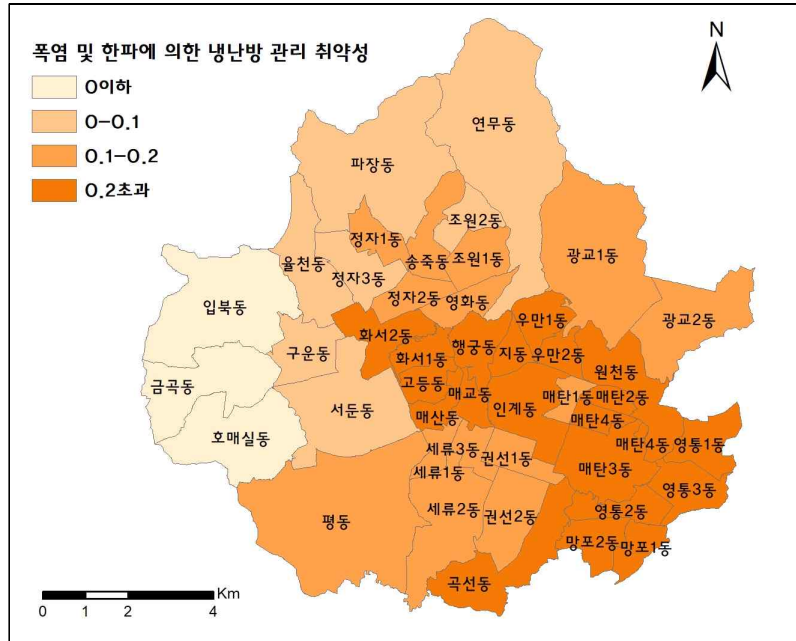 폭염 및 한파에 의한 냉난방 관리 취약성
0이하
0-0.1
0.1-0.2
0.2초과
N
연무동
파장동
조원2동
정자1동
송죽동
조원1동
광교1동
율천동
정자3동
정자2동
영화동
입북동
광교2동
우만1동
화서2동
행궁동
지동
우만2동
구운동
화서1동
원천동
금곡동
고등동
매교동
매탄1동
매탄2동
서둔동
매산동
인계동
매탄4동
호매실동
세류3동
권선1동
매탄4동
영통1동
세류1동
매탄3동
영통3동
평동
세류2동
권선2동
영통2동
망포2동
망포1동
곡선동
Km
0 1 2 4